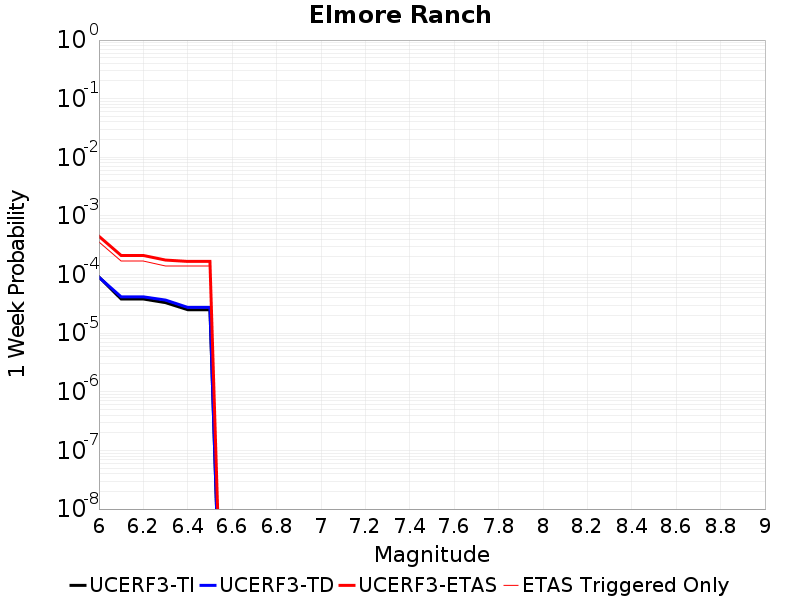 Elmore Ranch
1 Week Probability
10^0
10^-1
10^-2
10^-3
10^-4
10^-5
10^-6
10^-7
10^-8
6 6.2 6.4 6.6 6.8 7 7.2 7.4 7.6 7.8 8 8.2 8.4 8.6 8.8 9
Magnitude
UCERF3-TI UCERF3-TD UCERF3-ETAS ETAS Triggered Only